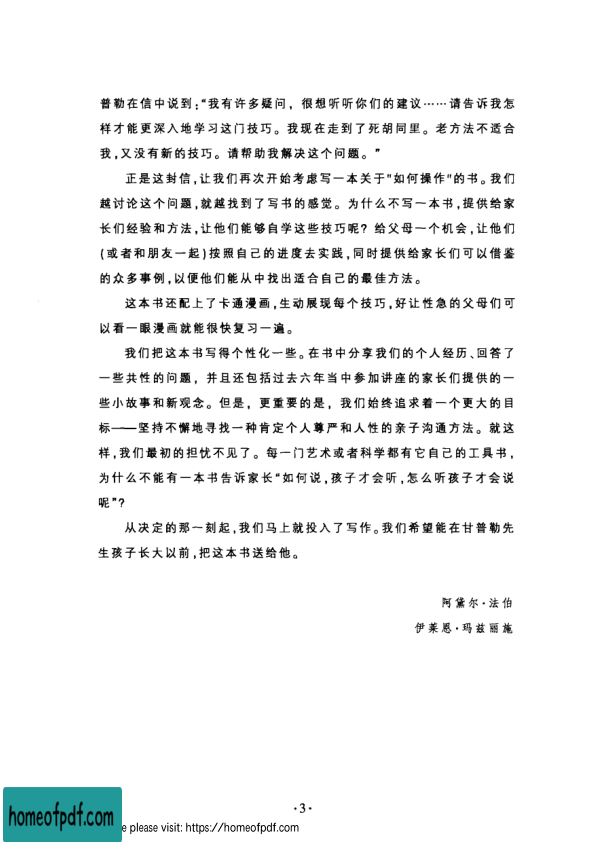 普勒在信中说到：“我有许多疑问，很想听听你们的建议……请告诉我怎
样才能更深入地学习这门技巧。我现在走到了死胡同里。老方法不适合
我，又没有新的技巧。请帮助我解决这个问题。”
正是这封信，让我们再次开始考虑写一本关于“如何操作”的书。我们
越讨论这个问题，就越找到了写书的感觉。为什么不写一本书，提供给家
长们经验和方法，让他们能够自学这些技巧呢？给父母一个机会，让他们
(或者和朋友一起)按照自己的进度去实践，同时提供给家长们可以借鉴
的众多事例，以便他们能从中找出适合自己的最佳方法。
这本书还配上了卡通漫画，生动展现每个技巧，好让性急的父母们可
以看一眼漫画就能很快复习一遍。
我们把这本书写得个性化一些。在书中分享我们的个人经历、回答了
一些共性的问题，并且还包括过去六年当中参加讲座的家长们提供的一
些小故事和新观念。但是，更重要的是，我们始终追求着一个更大的目
标——坚持不懈地寻找一种肯定个人尊严和人性的亲子沟通方法。就这
样，我们最初的担忧不见了。每一门艺术或者科学都有它自己的工具书，
为什么不能有一本书告诉家长“如何说，孩子才会听，怎么听孩子才会说
呢”？
从决定的那一刻起，我们马上就投入了写作。我们希望能在甘普勒先
生孩子长大以前，把这本书送给他。
阿黛尔·法伯
伊莱恩·玛兹丽施
·3·
homeofpdf.com
e please visit: https://homeofpdf.com